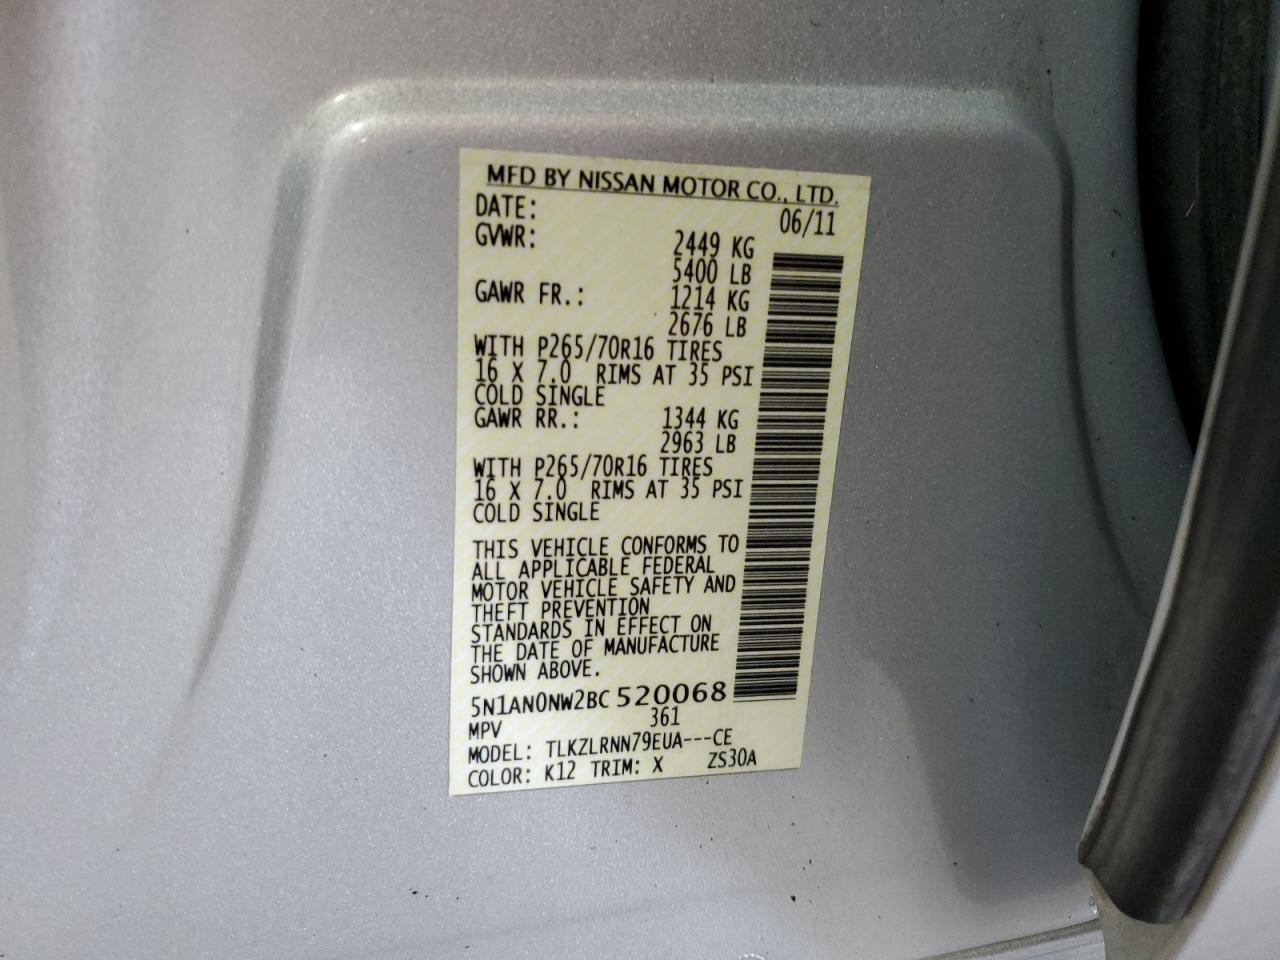 MFD BY NISSAN MOTOR CO., LTD.
DATE: 06/11
GVWR: 2449 KG
5400 LB
GAWR FR.: 1214 KG
2676 LB
WITH P265/70R16 TIRES
16 X 7.0 RIMS AT 35 PSI
COLD SINGLE
GAWR RR.: 1344 KG
2963 LB
WITH P265/70R16 TIRES
16 X 7.0 RIMS AT 35 PSI
COLD SINGLE
THIS VEHICLE CONFORMS TO
ALL APPLICABLE FEDERAL
MOTOR VEHICLE SAFETY AND
THEFT PREVENTION
STANDARDS IN EFFECT ON
THE DATE OF MANUFACTURE
SHOWN ABOVE.
5N1AN0NW2BC 520068
MPV 361
MODEL: TLKZLRNN79EUA---CE
COLOR: K12 TRIM: X ZS30A